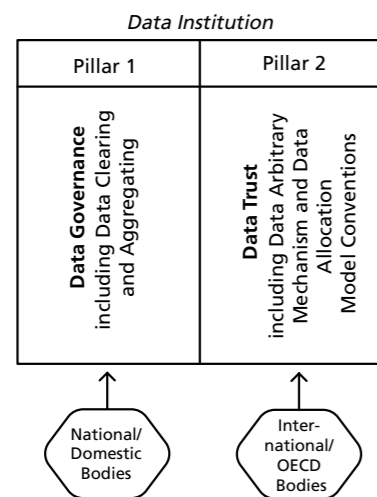 Data Institution
Pillar 1
Pillar 2
Data Governance
including Data Clearing
and Aggregating
Data Trust
including Data Arbitrary
Mechanism and Data
Allocation
Model Conventions
National/
Domestic
Bodies
Inter-
national/
OECD
Bodies